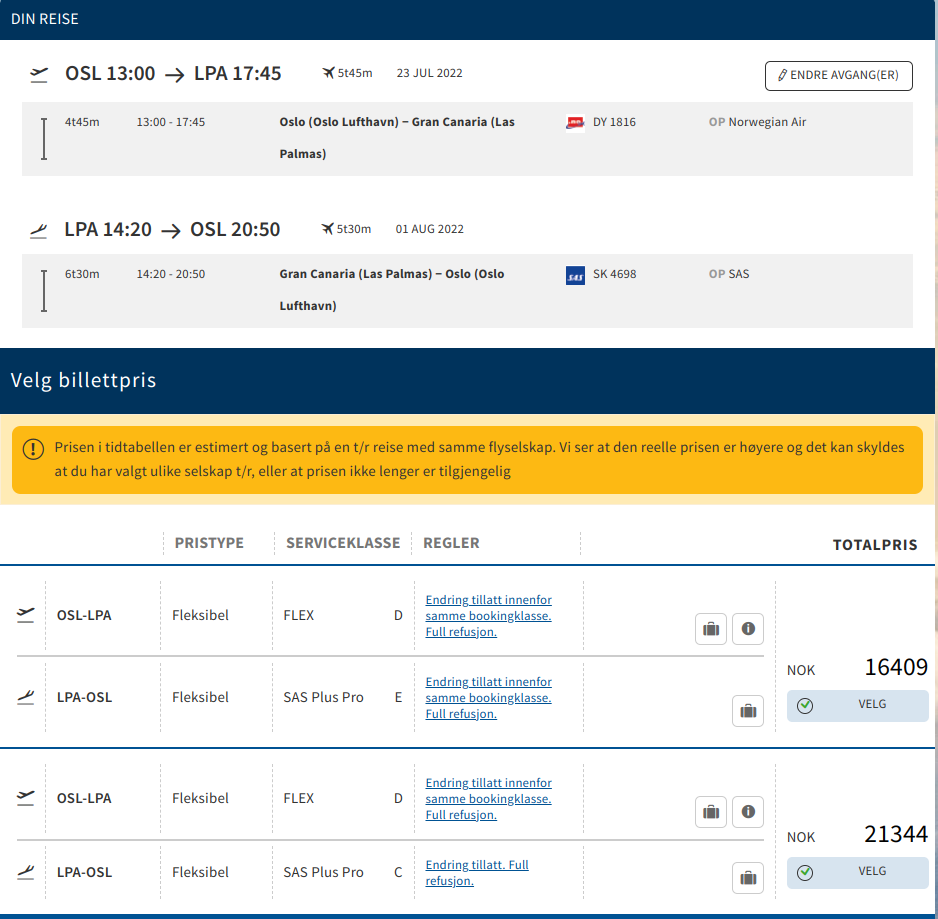 DIN REISE
OSL 13:00 → LPA 17:45 5t45m 23 JUL 2022 ENDRE AVGANG(ER)
4t45m 13:00 - 17:45 Oslo (Oslo Lufthavn) – Gran Canaria (Las DY 1816 OP Norwegian Air
Palmas)
LPA 14:20 → OSL 20:50 5t30m 01 AUG 2022
6t30m 14:20 - 20:50 Gran Canaria (Las Palmas) – Oslo (Oslo SAS SK 4698 OP SAS
Lufthavn)
Velg billettpris
Prisen i tidtabellen er estimert og basert på en t/r reise med samme flyselskap. Vi ser at den reelle prisen er høyere og det kan skyldes
at du har valgt ulike selskap t/r, eller at prisen ikke lenger er tilgjengelig
PRISTYPE SERVICEKLASSE REGLER TOTALPRIS
OSL-LPA Fleksibel FLEX D Endring tillatt innenfor
samme bookingklasse.
Full refusjon.
LPA-OSL Fleksibel SAS Plus Pro E Endring tillatt innenfor
samme bookingklasse.
Full refusjon.
NOK 16409
VELG
OSL-LPA Fleksibel FLEX D Endring tillatt innenfor
samme bookingklasse.
Full refusjon.
LPA-OSL Fleksibel SAS Plus Pro C Endring tillatt. Full
refusjon.
NOK 21344
VELG